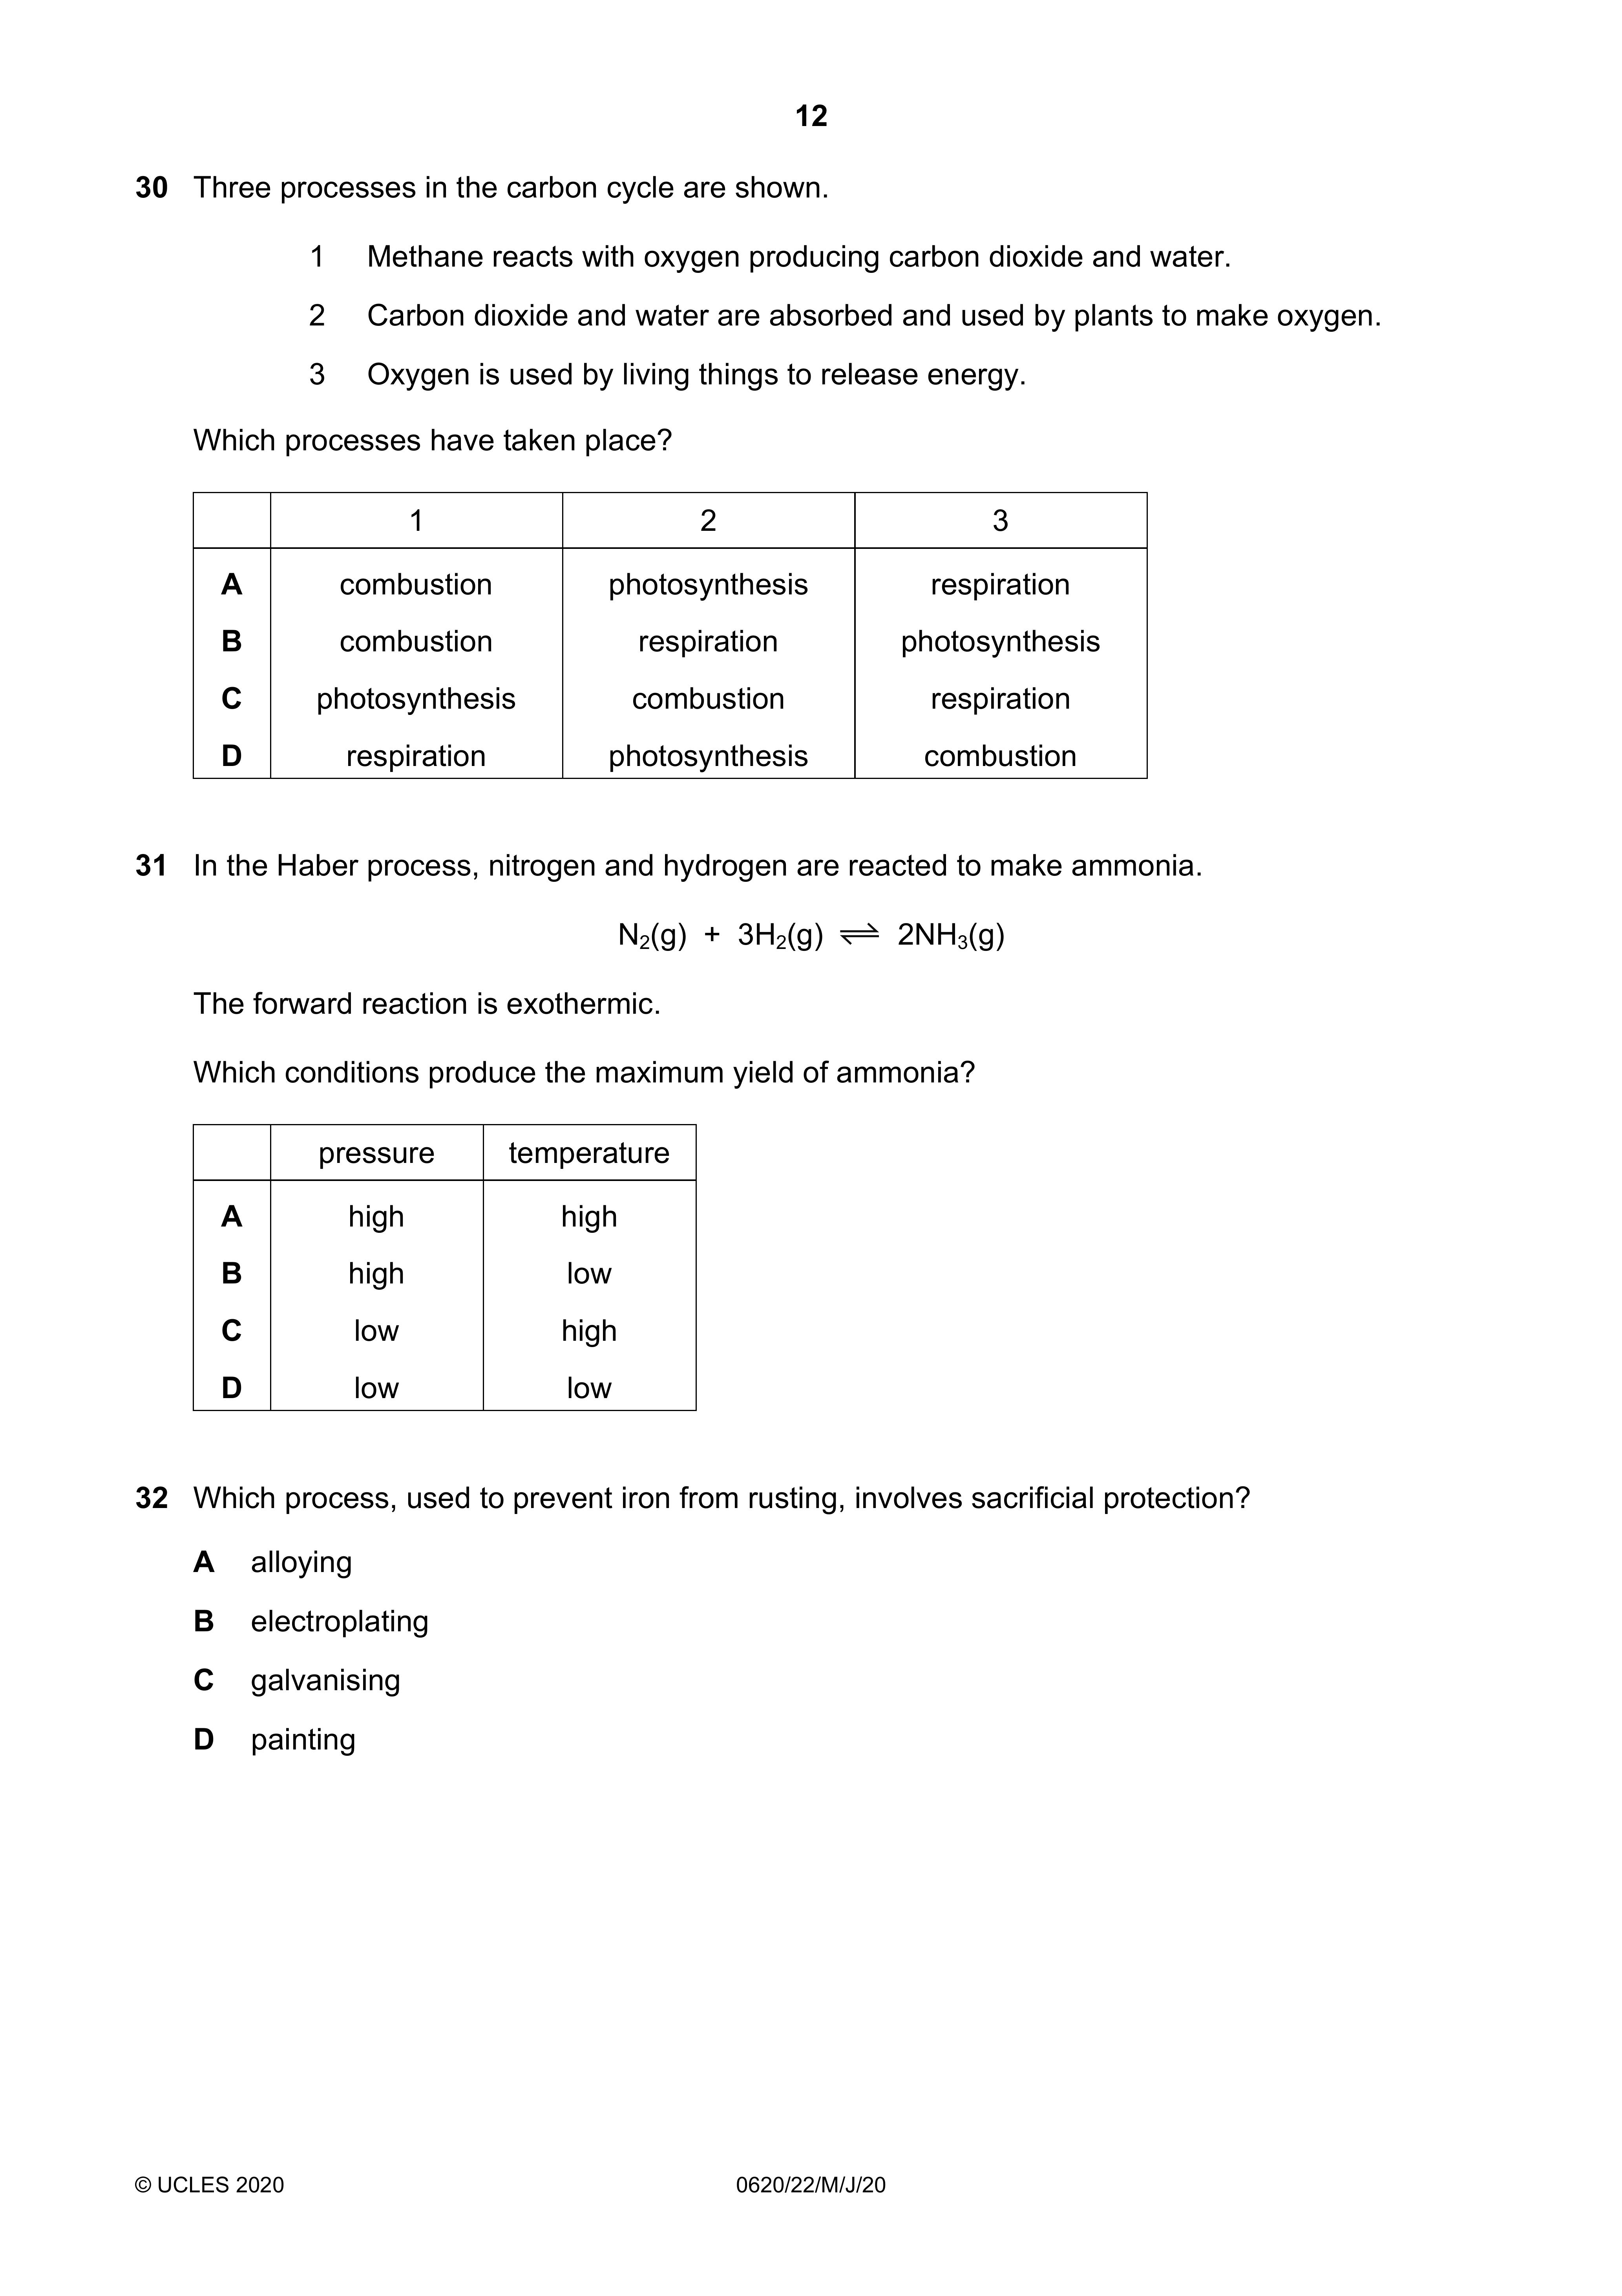 12
30 Three processes in the carbon cycle are shown.
1 Methane reacts with oxygen producing carbon dioxide and water.
2 Carbon dioxide and water are absorbed and used by plants to make oxygen.
3 Oxygen is used by living things to release energy.
Which processes have taken place?
1 2 3
A combustion photosynthesis respiration
B combustion respiration photosynthesis
C photosynthesis combustion respiration
D respiration photosynthesis combustion
31 In the Haber process, nitrogen and hydrogen are reacted to make ammonia.
N₂(g) + 3H₂(g) ⇌ 2NH₃(g)
The forward reaction is exothermic.
Which conditions produce the maximum yield of ammonia?
pressure temperature
A high high
B high low
C low high
D low low
32 Which process, used to prevent iron from rusting, involves sacrificial protection?
A alloying
B electroplating
C galvanising
D painting
© UCLES 2020 0620/22/M/J/20